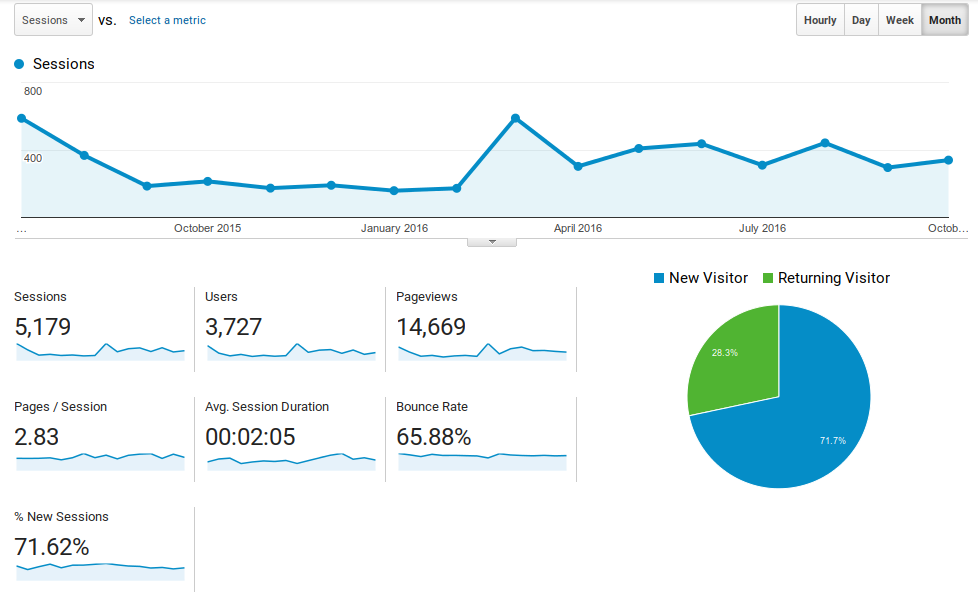 Sessions VS. Select a metric Hourly Day Week Month
Sessions
800
400
... October 2015 January 2016 April 2016 July 2016 Octob...
New Visitor Returning Visitor
Sessions Users Pageviews
5,179 3,727 14,669
28.3%
Pages / Session Avg. Session Duration Bounce Rate
2.83 00:02:05 65.88%
71.7%
% New Sessions
71.62%